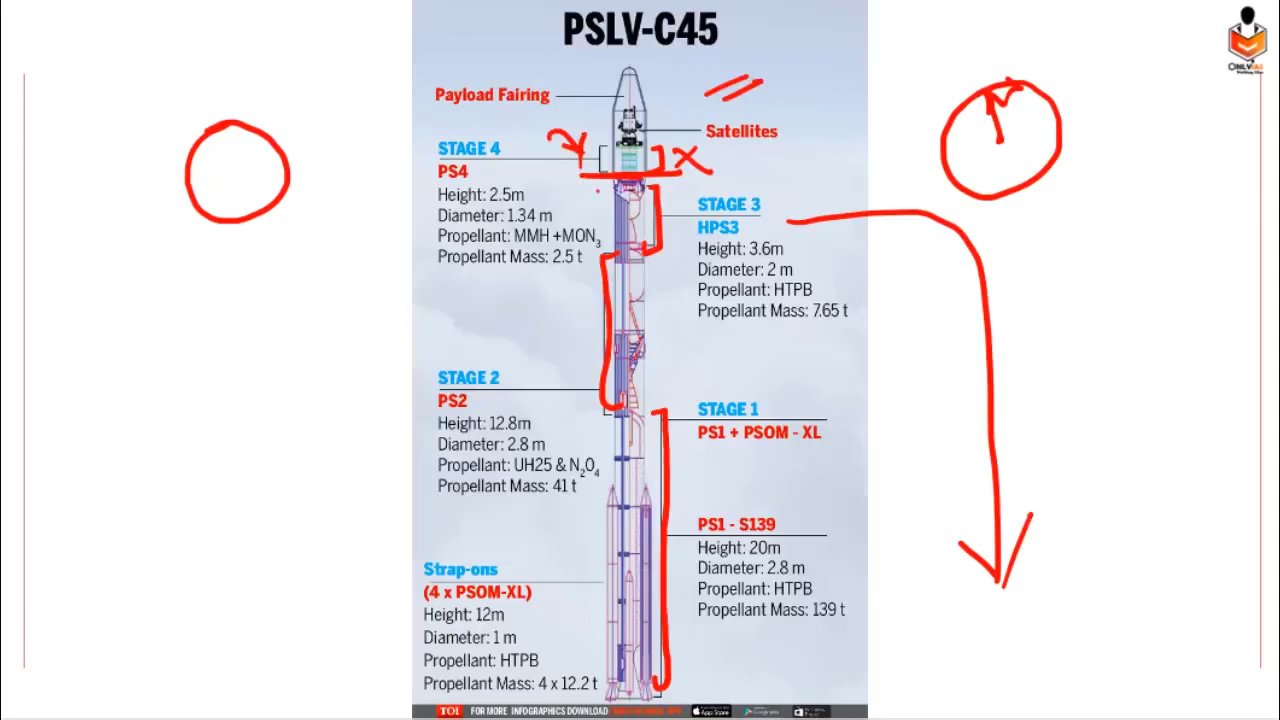 PSLV-C45
Payload Fairing
Satellites
STAGE 4
PS4
Height: 2.5m
Diameter: 1.34 m
Propellant: MMH +MON3
Propellant Mass: 2.5 t
STAGE 3
HPS3
Height: 3.6m
Diameter: 2 m
Propellant: HTPB
Propellant Mass: 7.65 t
STAGE 2
PS2
Height: 12.8m
Diameter: 2.8 m
Propellant: UH25 & N2O4
Propellant Mass: 41 t
STAGE 1
PS1 + PSOM - XL
PS1 - S139
Height: 20m
Diameter: 2.8 m
Propellant: HTPB
Propellant Mass: 139 t
Strap-ons
(4 x PSOM-XL)
Height: 12m
Diameter: 1 m
Propellant: HTPB
Propellant Mass: 4 x 12.2 t
TOI FOR MORE INFOGRAPHICS DOWNLOAD
App Store